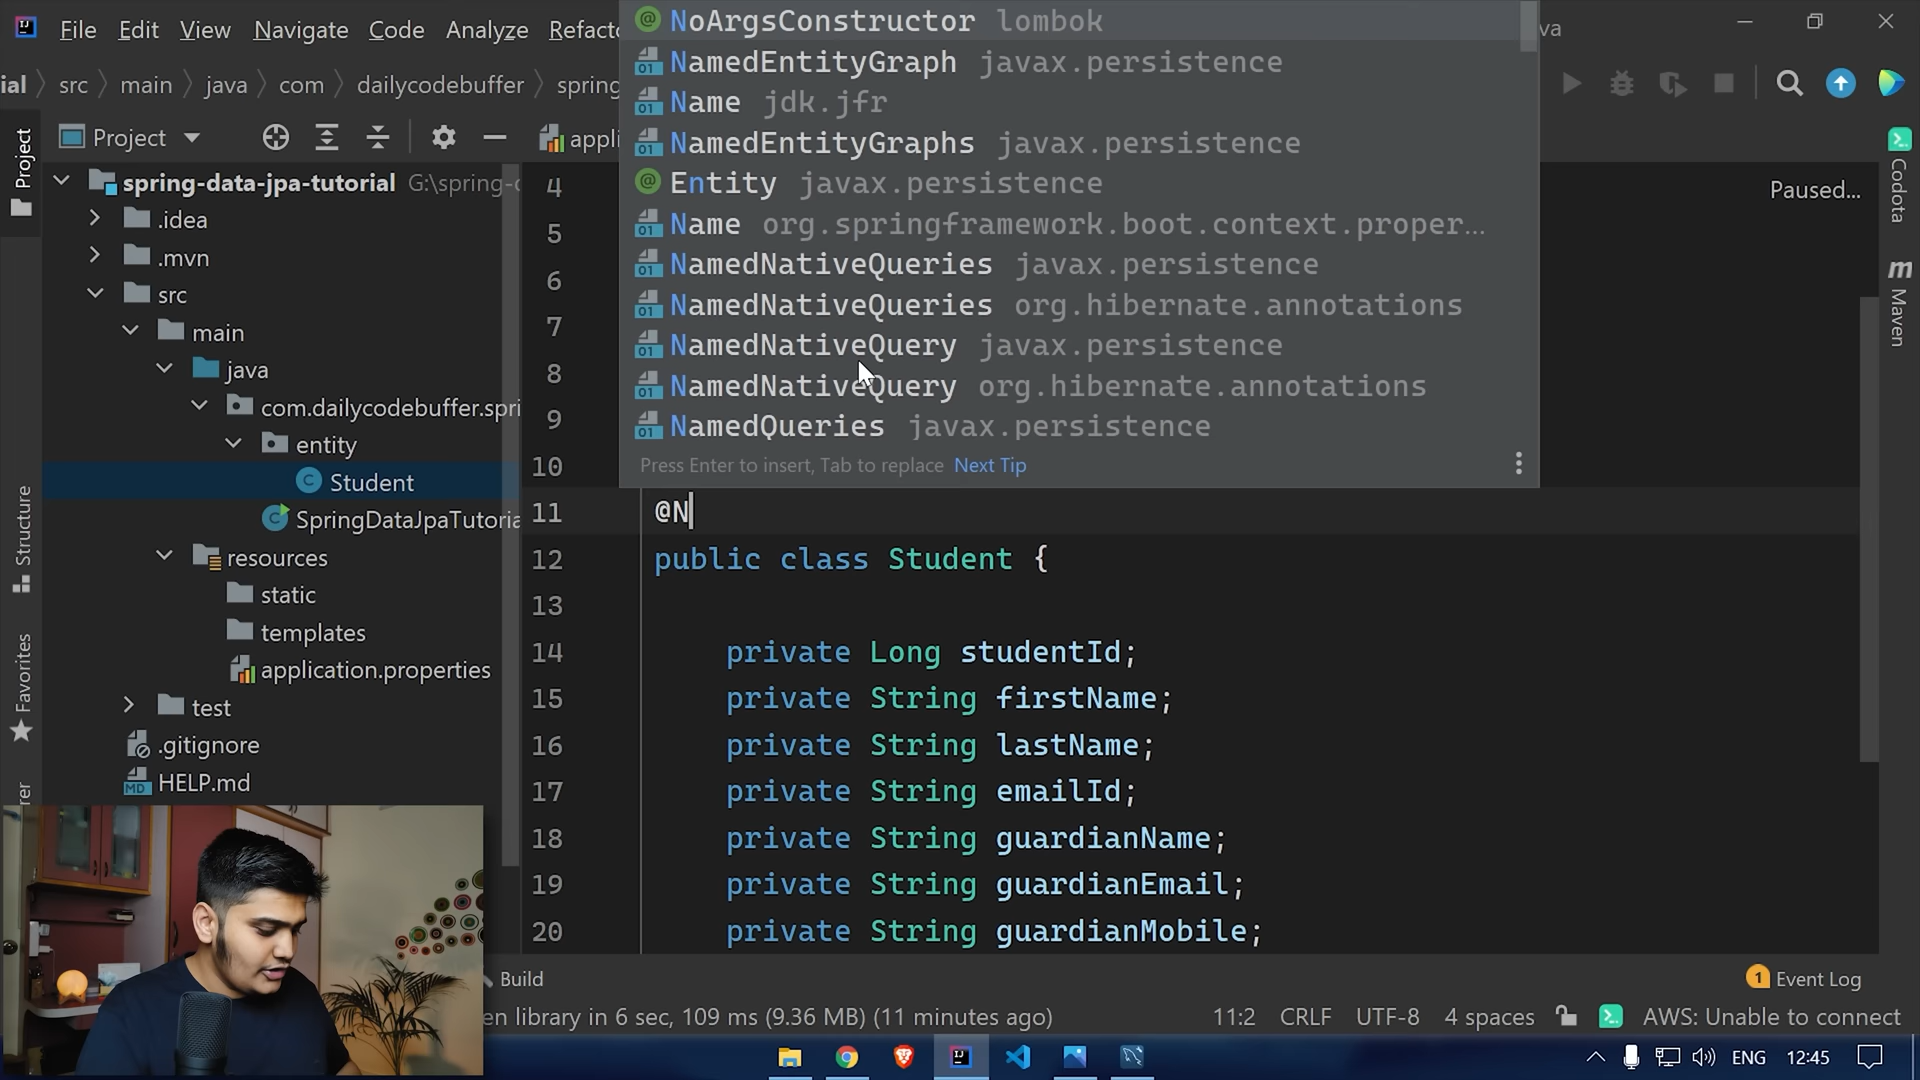 File Edit View Navigate Code Analyze Refacto
va
ial src main java com dailycodebuffer spring
Project
appli
spring-data-jpa-tutorial G:\spring-d
.idea
.mvn
src
main
java
com.dailycodebuffer.spri
entity
Student
SpringDataJpaTutoria
resources
static
templates
application.properties
test
.gitignore
HELP.md
Project
Structure
Favorites
rer
NoArgsConstructor lombok
NamedEntityGraph javax.persistence
Name jdk.jfr
NamedEntityGraphs javax.persistence
Entity javax.persistence
Name org.springframework.boot.context.proper...
NamedNativeQueries javax.persistence
NamedNativeQueries org.hibernate.annotations
NamedNativeQuery javax.persistence
NamedNativeQuery org.hibernate.annotations
NamedQueries javax.persistence
Press Enter to insert, Tab to replace Next Tip
Paused...
Codota
Maven
4
5
6
7
8
9
10
11 @N
12 public class Student {
13
14 private Long studentId;
15 private String firstName;
16 private String lastName;
17 private String emailId;
18 private String guardianName;
19 private String guardianEmail;
20 private String guardianMobile;
Build
1 Event Log
en library in 6 sec, 109 ms (9.36 MB) (11 minutes ago) 11:2 CRLF UTF-8 4 spaces AWS: Unable to connect
ENG 12:45